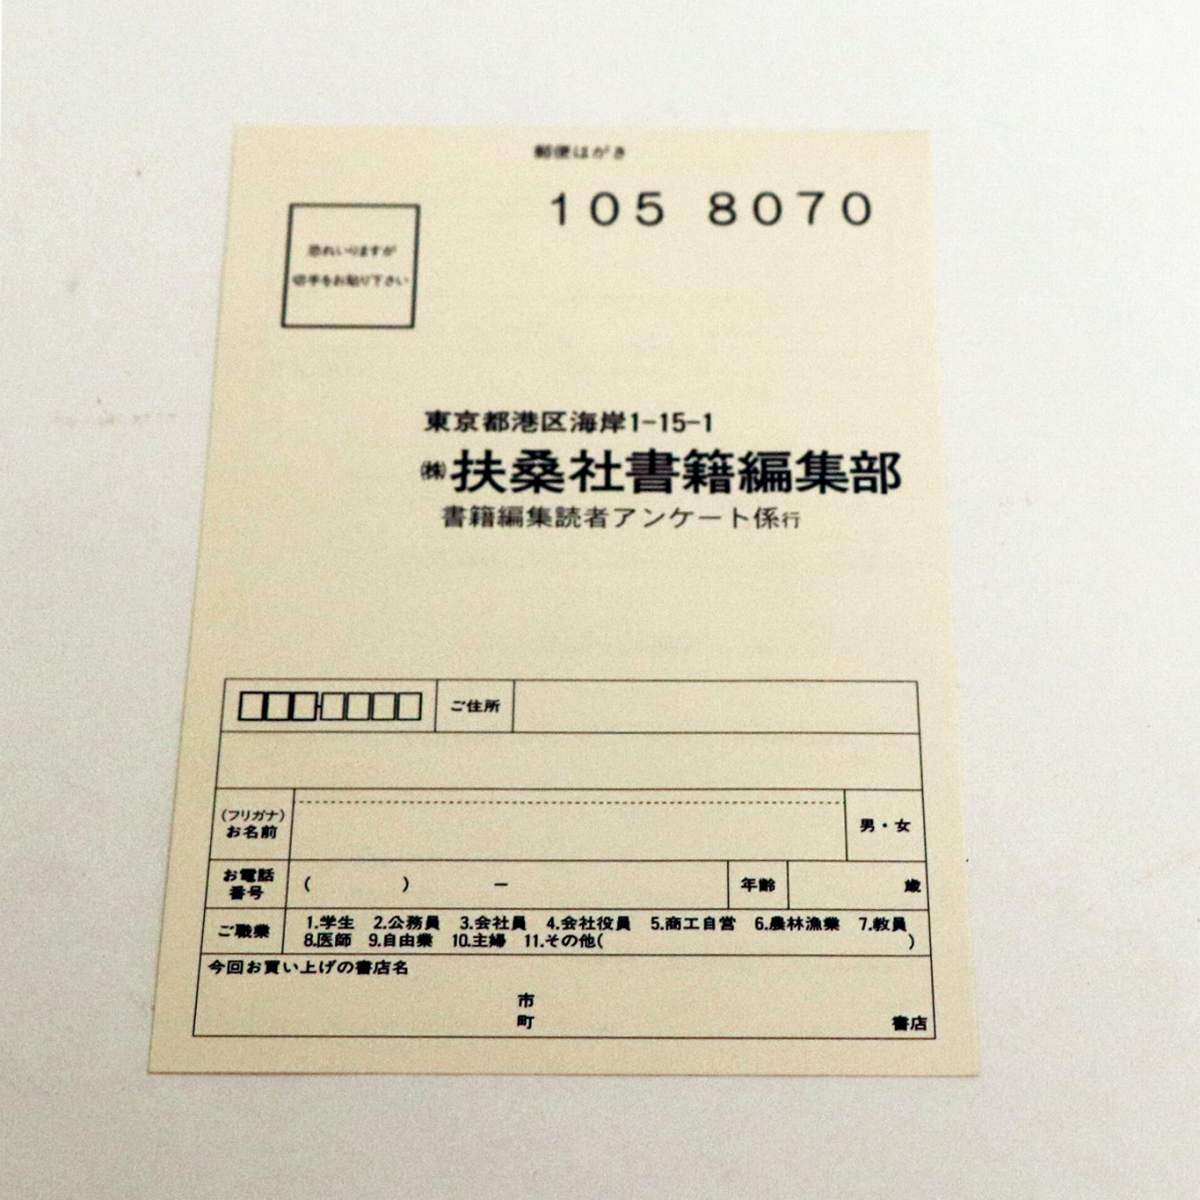 郵便はがき
105 8070
恐れいりますが
切手をお貼り下さい
東京都港区海岸1-15-1
㈱扶桑社書籍編集部
書籍編集読者アンケート係行
ご住所
(フリガナ)
お名前
男・女
お電話
番号
( ) －
年齢
歳
ご職業
1.学生 2.公務員 3.会社員 4.会社役員 5.商工自営 6.農林漁業 7.教員
8.医師 9.自由業 10.主婦 11.その他( )
今回お買い上げの書店名
市
町
書店